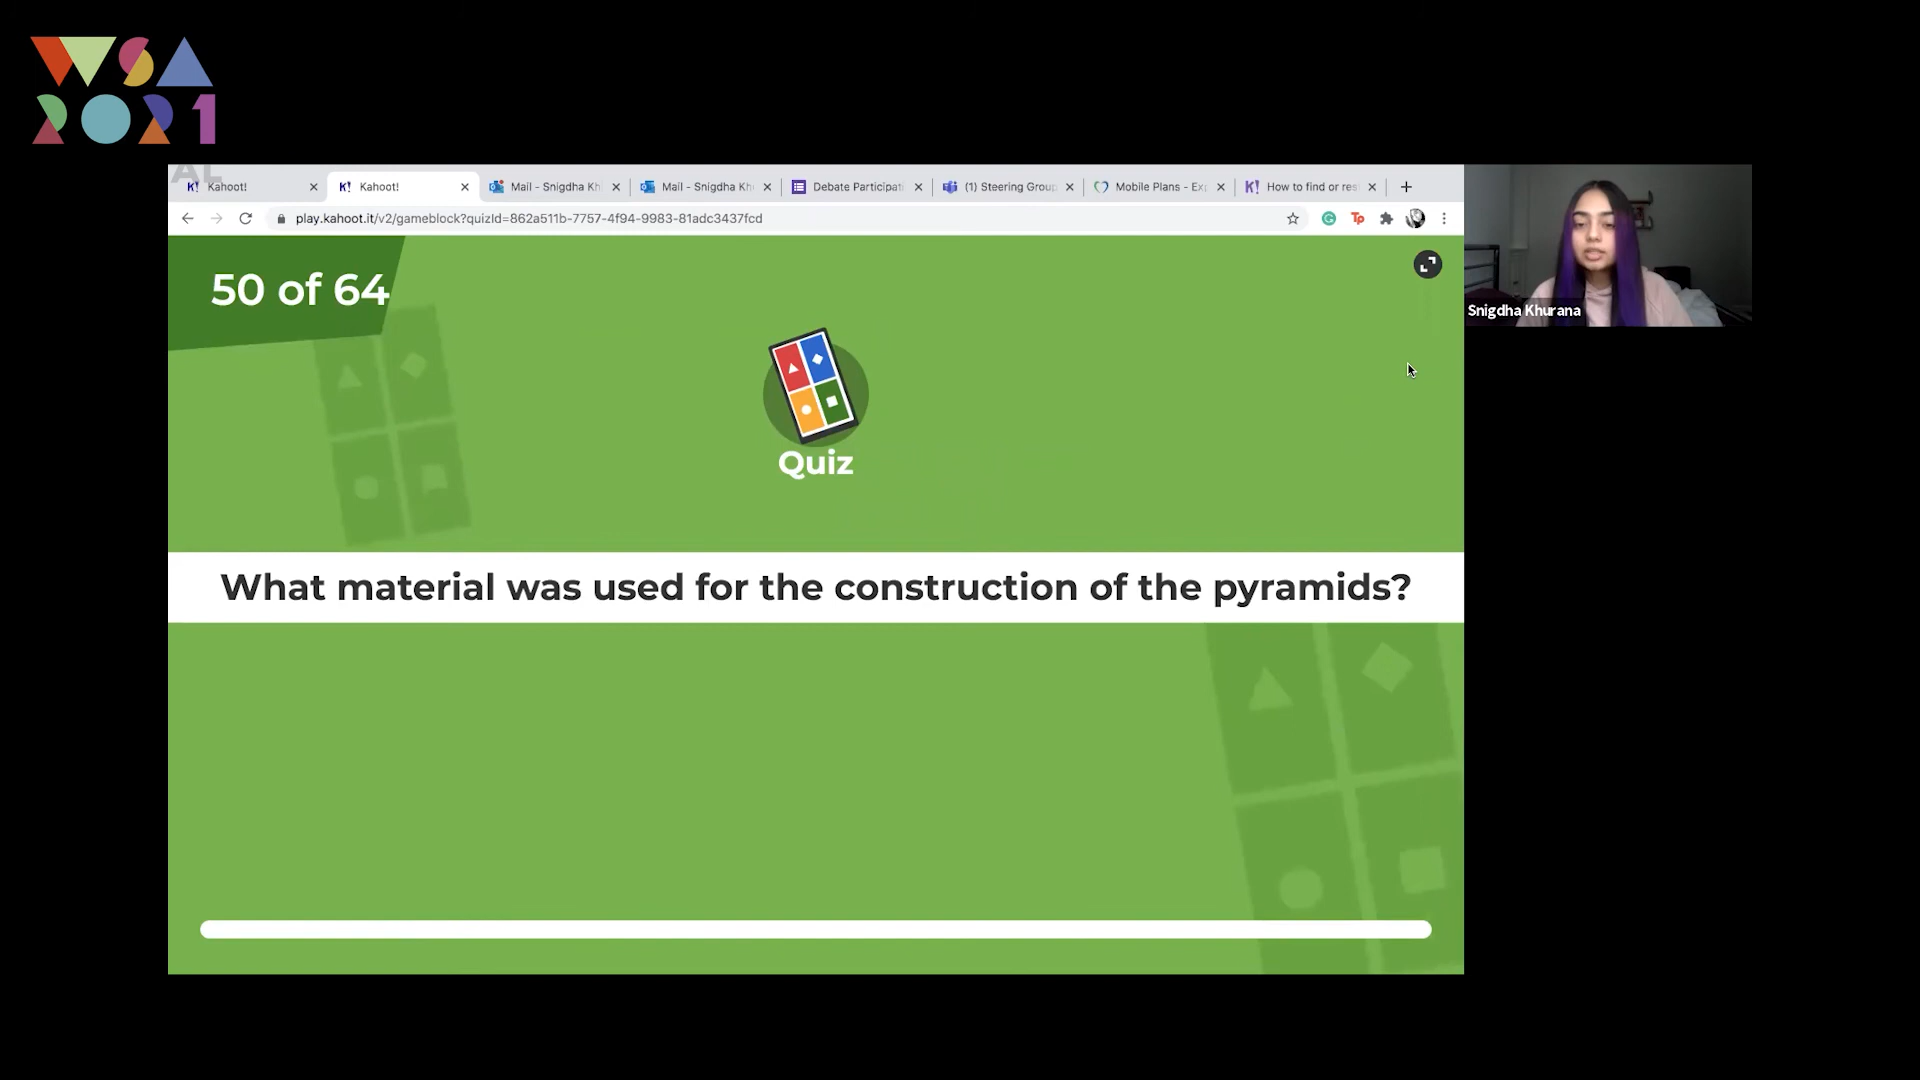 WSA
2021
AL
Kahoot!
Kahoot!
Mail - Snigdha Kh
Mail - Snigdha Kh
Debate Participati
(1) Steering Group
Mobile Plans - Ex
How to find or res
play.kahoot.it/v2/gameblock?quizId=862a511b-7757-4f94-9983-81adc3437fcd
50 of 64
Snigdha Khurana
Quiz
What material was used for the construction of the pyramids?